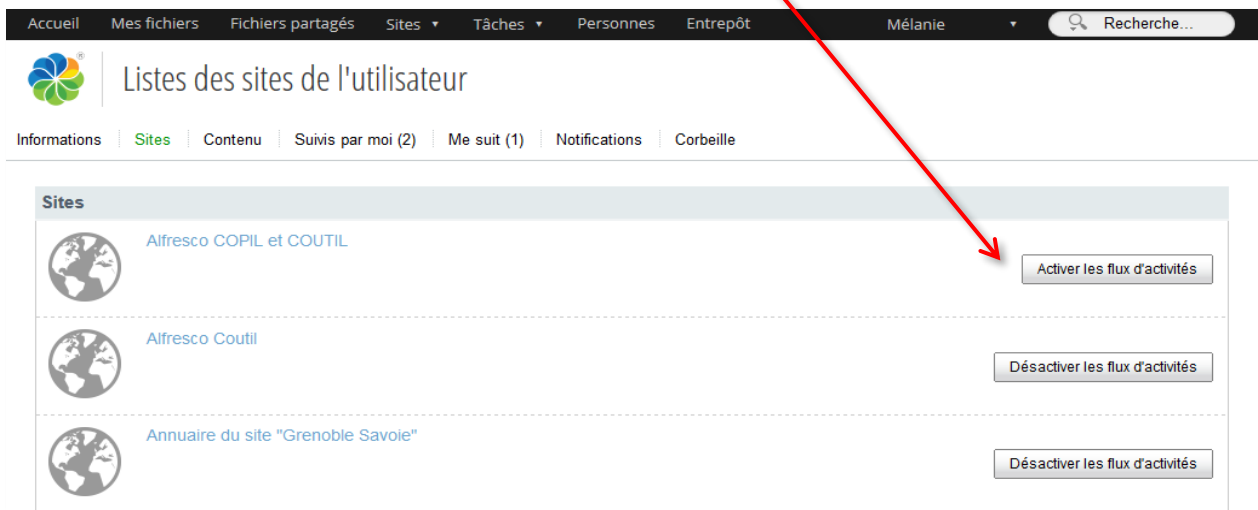 Accueil Mes fichiers Fichiers partagés Sites Tâches Personnes Entrepôt Mélanie Recherche...
Listes des sites de l'utilisateur
Informations Sites Contenu Suivis par moi (2) Me suit (1) Notifications Corbeille
Sites
Alfresco COPIL et COUTIL
Activer les flux d'activités
Alfresco Coutil
Désactiver les flux d'activités
Annuaire du site "Grenoble Savoie"
Désactiver les flux d'activités